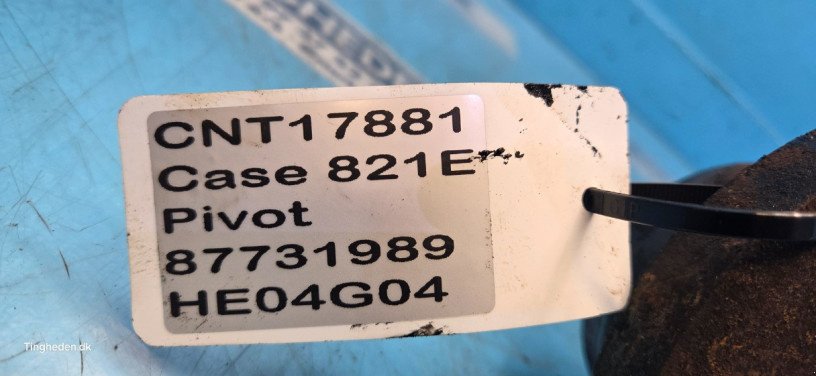 CNT17881
Case 821E
Pivot
87731989
HE04G04
Tingheden.dk